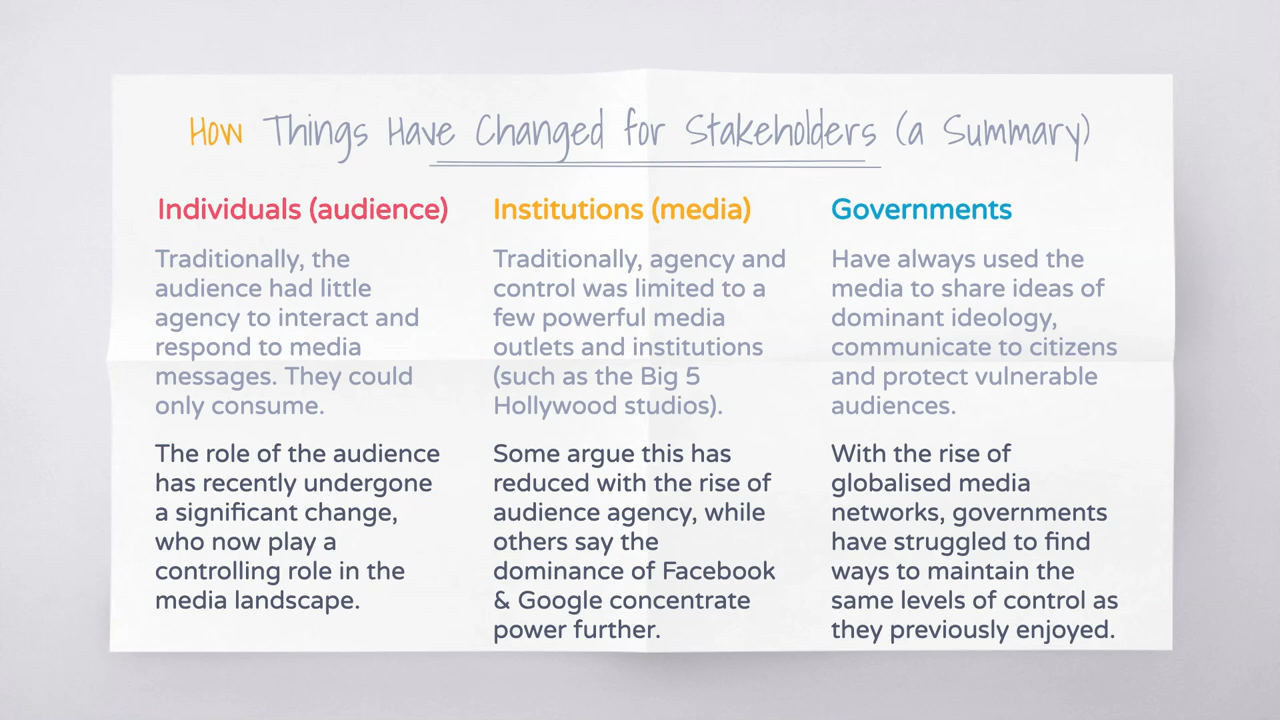 How Things Have Changed for Stakeholders (a Summary)
Individuals (audience)
Traditionally, the
audience had little
agency to interact and
respond to media
messages. They could
only consume.
The role of the audience
has recently undergone
a significant change,
who now play a
controlling role in the
media landscape.
Institutions (media)
Traditionally, agency and
control was limited to a
few powerful media
outlets and institutions
(such as the Big 5
Hollywood studios).
Some argue this has
reduced with the rise of
audience agency, while
others say the
dominance of Facebook
& Google concentrate
power further.
Governments
Have always used the
media to share ideas of
dominant ideology,
communicate to citizens
and protect vulnerable
audiences.
With the rise of
globalised media
networks, governments
have struggled to find
ways to maintain the
same levels of control as
they previously enjoyed.